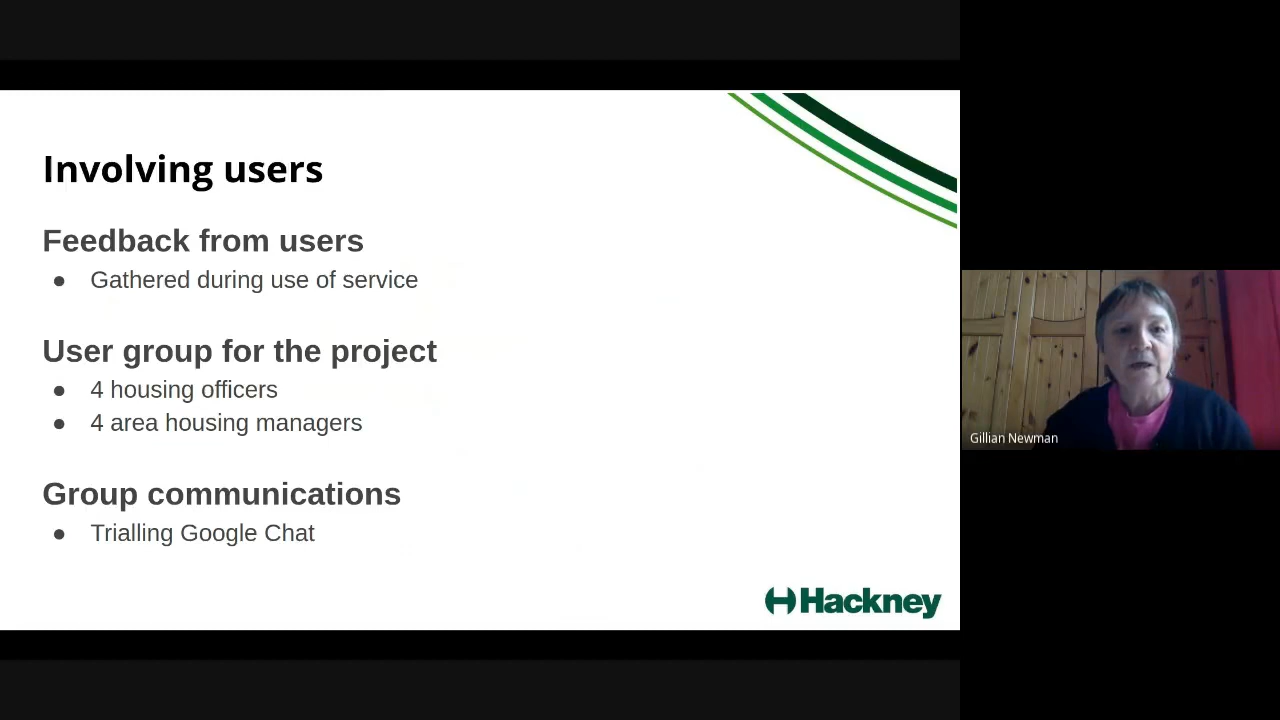 Involving users
Feedback from users
● Gathered during use of service
User group for the project
● 4 housing officers
● 4 area housing managers
Group communications
● Trialling Google Chat
Hackney
Gillian Newman